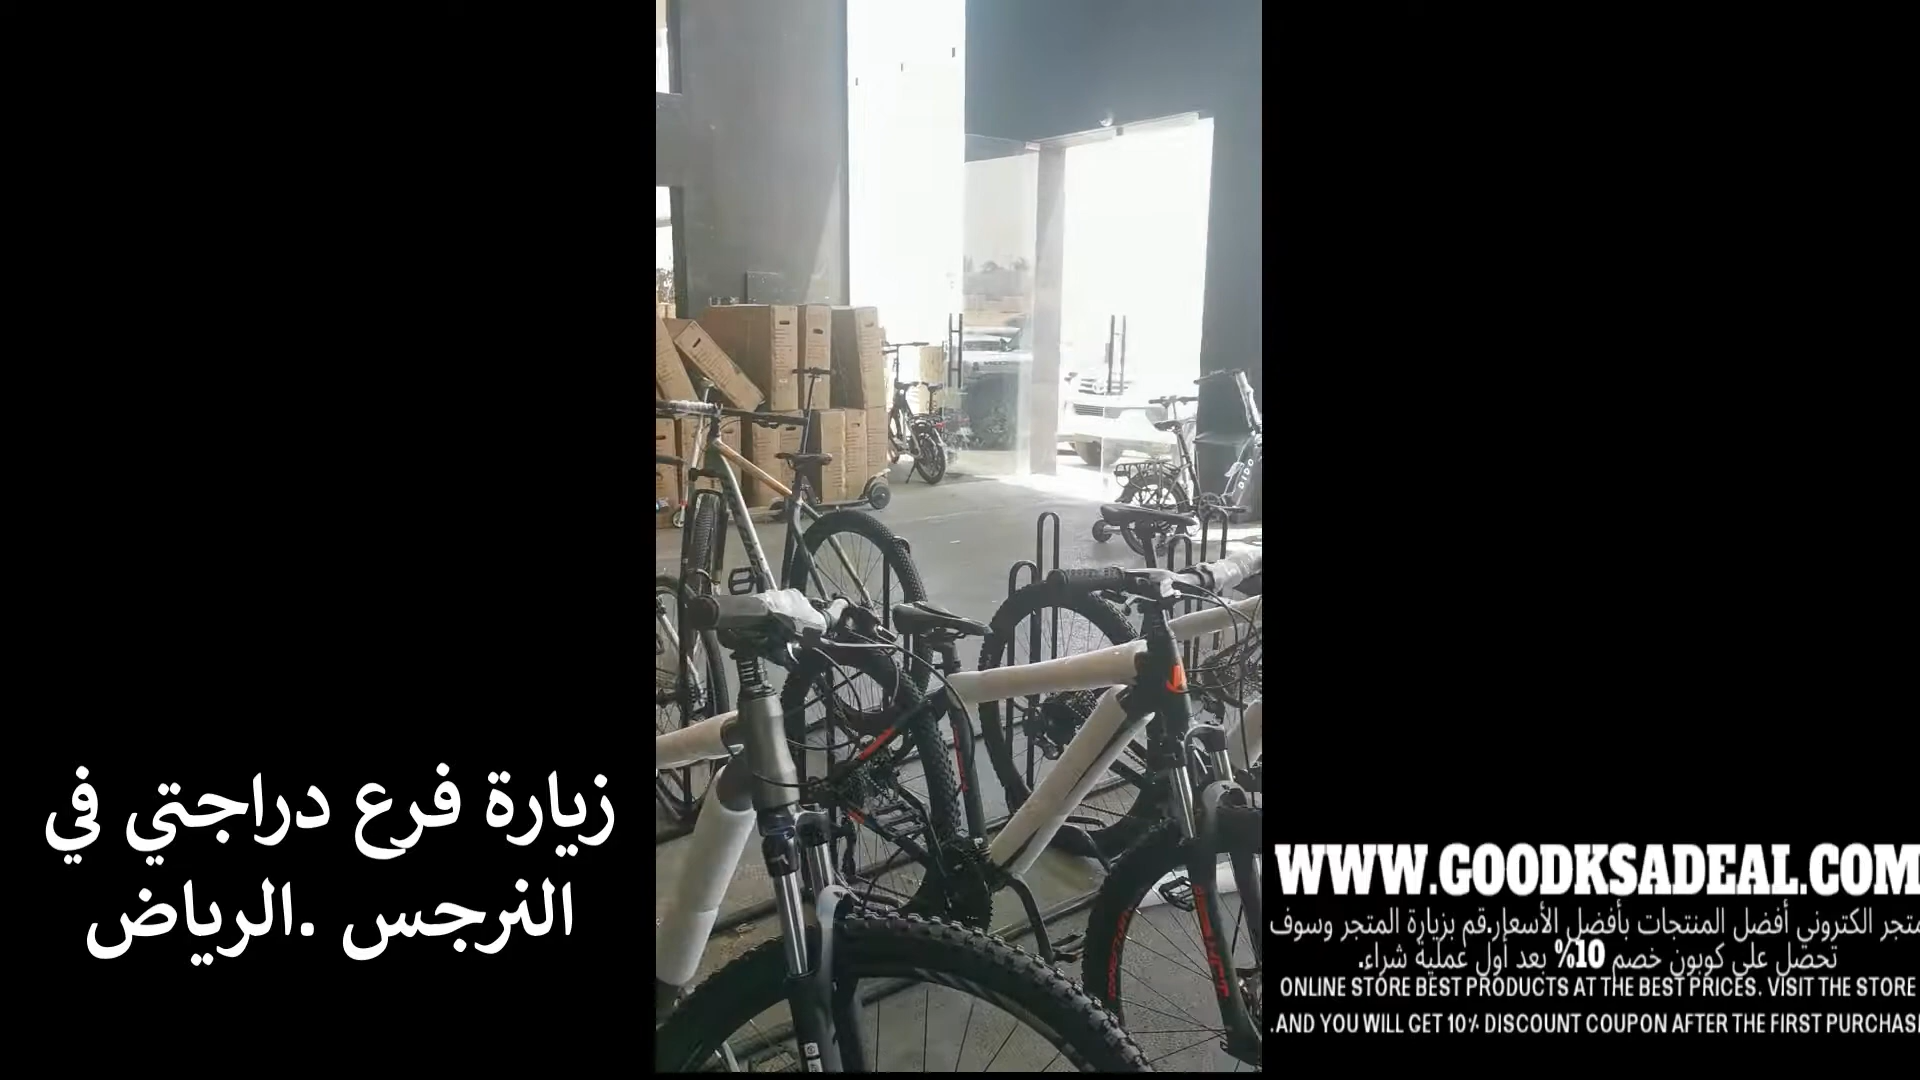 زيارة فرع دراجتي في
النرجس .الرياض
WWW.GOODKSADEAL.COM
متجر الكتروني أفضل المنتجات بأفضل الأسعار.قم بزيارة المتجر وسوف
تحصل على كوبون خصم 10% بعد أول عملية شراء.
ONLINE STORE BEST PRODUCTS AT THE BEST PRICES. VISIT THE STORE
.AND YOU WILL GET 10% DISCOUNT COUPON AFTER THE FIRST PURCHAS
DIDO